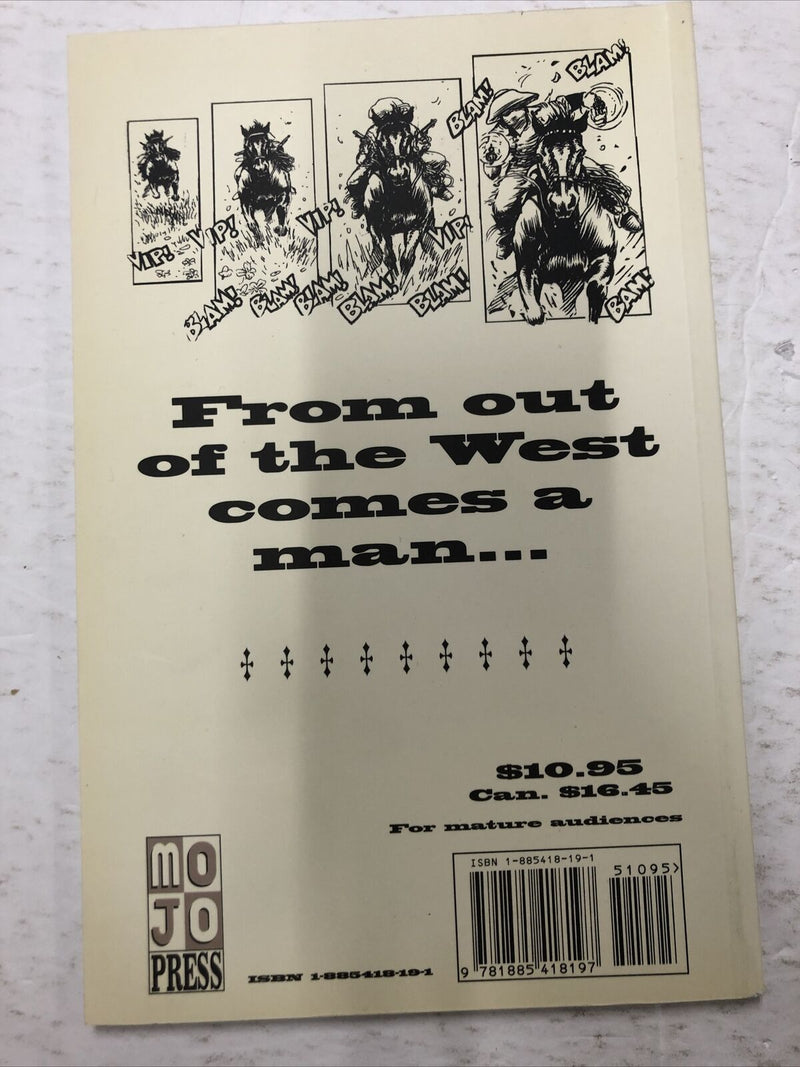 BLAM!
BLAM!
VIP!
VIP!
VIP!
VIP!
BLAM!
BLAM!
BLAM!
BLAM!
BLAM!
BAM!
From out
of the West
comes a
man...
$10.95
Can. $16.45
For mature audiences
MO
JO
PRESS
ISBN 1-885418-19-1
ISBN 1-885418-19-1
51095>
9 781885 418197